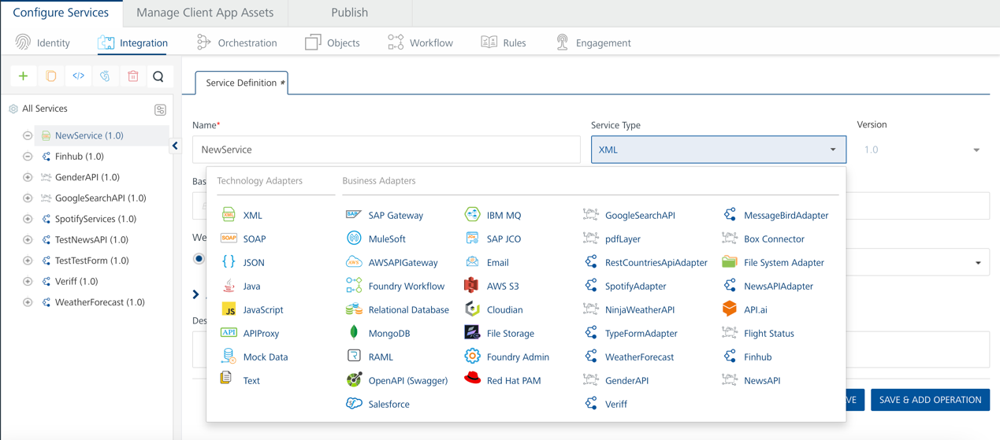 Configure Services
Manage Client App Assets
Publish
Identity
Integration
Orchestration
Objects
Workflow
Rules
Engagement
Service Definition *
All Services
NewService (1.0)
Finhub (1.0)
GenderAPI (1.0)
GoogleSearchAPI (1.0)
SpotifyServices (1.0)
TestNewsAPI (1.0)
TestTestForm (1.0)
Veriff (1.0)
WeatherForecast (1.0)
Name*
NewService
Service Type
XML
Version
1.0
Bas
We
Des
Technology Adapters
XML
XML
SOAP
SOAP
JSON
Java
JS
JavaScript
API
APIProxy
Mock Data
Text
Business Adapters
SAP
SAP Gateway
MuleSoft
AWS
AWSAPIGateway
Foundry Workflow
Relational Database
MongoDB
RAML
OpenAPI (Swagger)
Salesforce
IBM MQ
SAP JCO
Email
AWS S3
Cloudian
File Storage
Foundry Admin
Red Hat PAM
GoogleSearchAPI
pdfLayer
RestCountriesApiAdapter
SpotifyAdapter
NinjaWeatherAPI
TypeFormAdapter
WeatherForecast
GenderAPI
Veriff
MessageBirdAdapter
Box Connector
File System Adapter
NewsAPIAdapter
API.ai
Flight Status
Finhub
NewsAPI
VE
SAVE & ADD OPERATION